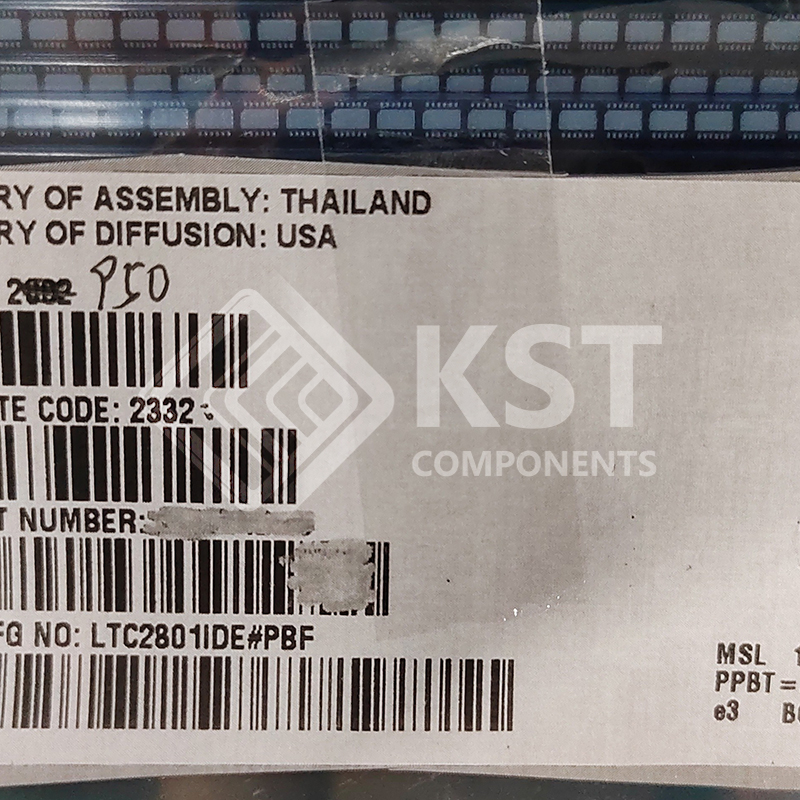 RY OF ASSEMBLY: THAILAND
RY OF DIFFUSION: USA
950
TE CODE: 2332
T NUMBER:
FG NO: LTC2801IDE#PBF
KST
COMPONENTS
MSL 1
PPBT =
e3